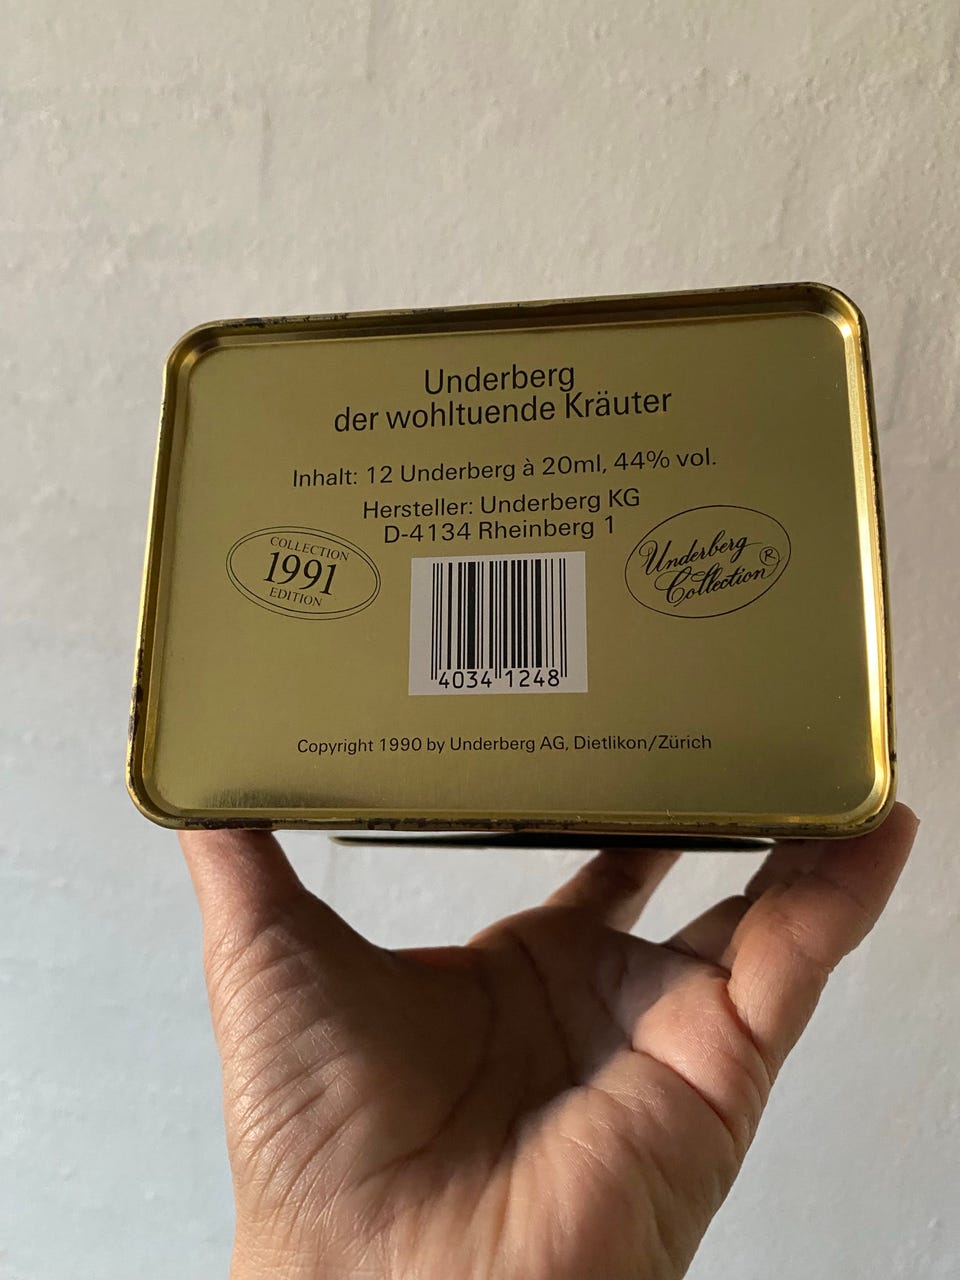 Underberg
der wohltuende Kräuter
Inhalt: 12 Underberg à 20ml, 44% vol.
Hersteller: Underberg KG
D-4134 Rheinberg 1
COLLECTION
1991
EDITION
Underberg
Collection ®
4034 1248
Copyright 1990 by Underberg AG, Dietlikon/Zürich